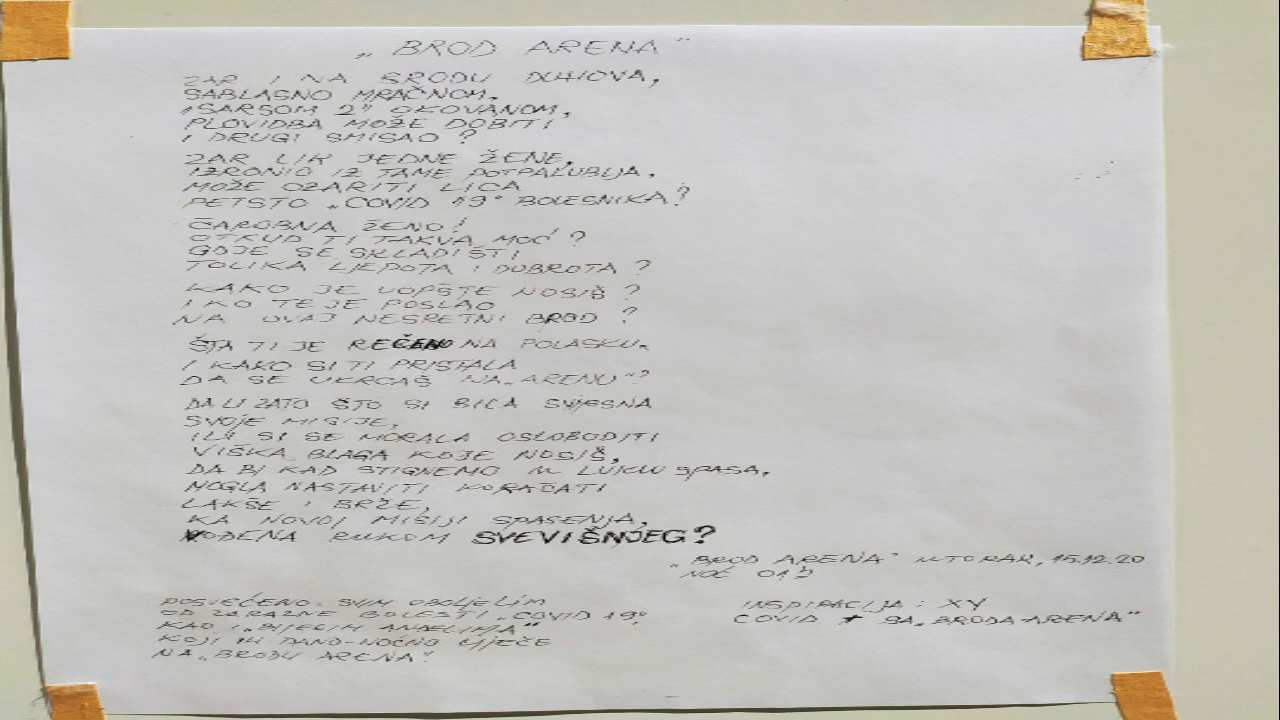 „BROD ARENA"
ZAR I NA BRODU DUHOVA,
SABLASNO MRAČNOM,
„SARSOM 2" OKOVANOM,
PLOVIDBA MOŽE DOBITI
I DRUGI SMISAO?
ZAR LIK JEDNE ŽENE,
IZRONIO IZ TAME POTPALUBLJA,
MOŽE OZARITI LICA
PETSTO „COVID 19" BOLESNIKA?
ČAROBNA ŽENO!
OTKUD TI TAKVA MOĆ?
GDJE SE SKLADIŠTI
TOLIKA LJEPOTA I DOBROTA?
KAKO JE UOPŠTE NOSIŠ?
I KO TE JE POSLAO
NA OVAJ NESRETNI BROD?
ŠTA TI JE REČENO NA POLASKU,
I KAKO SI TI PRISTALA
DA SE UKRCAŠ NA „ARENU"?
DA LI ZATO ŠTO SI BILA SVJESNA
SVOJE MISIJE,
ILI SI SE MORALA OSLOBODITI
VIŠKA BLAGA KOJE NOSIŠ,
DA BI KAD STIGNEMO U LUKU SPASA,
MOGLA NASTAVITI KORAČATI
LAKŠE I BRŽE,
KA NOVOJ MISIJI SPASENJA,
VOĐENA RUKOM SVEVIŠNJEG?
„BROD ARENA" UTORAK, 15.12.20
NOĆ
POSVEĆENO: SVIM OBOLJELIM
OD ZARAZNE BOLESTI „COVID 19"
KAO I „BIJELIM ANĐELIMA"
KOJI IH DANO-NOĆNO LIJEČE
NA „BRODU ARENA".
INSPIRACIJA: XY
COVID + SA „BRODA ARENA"